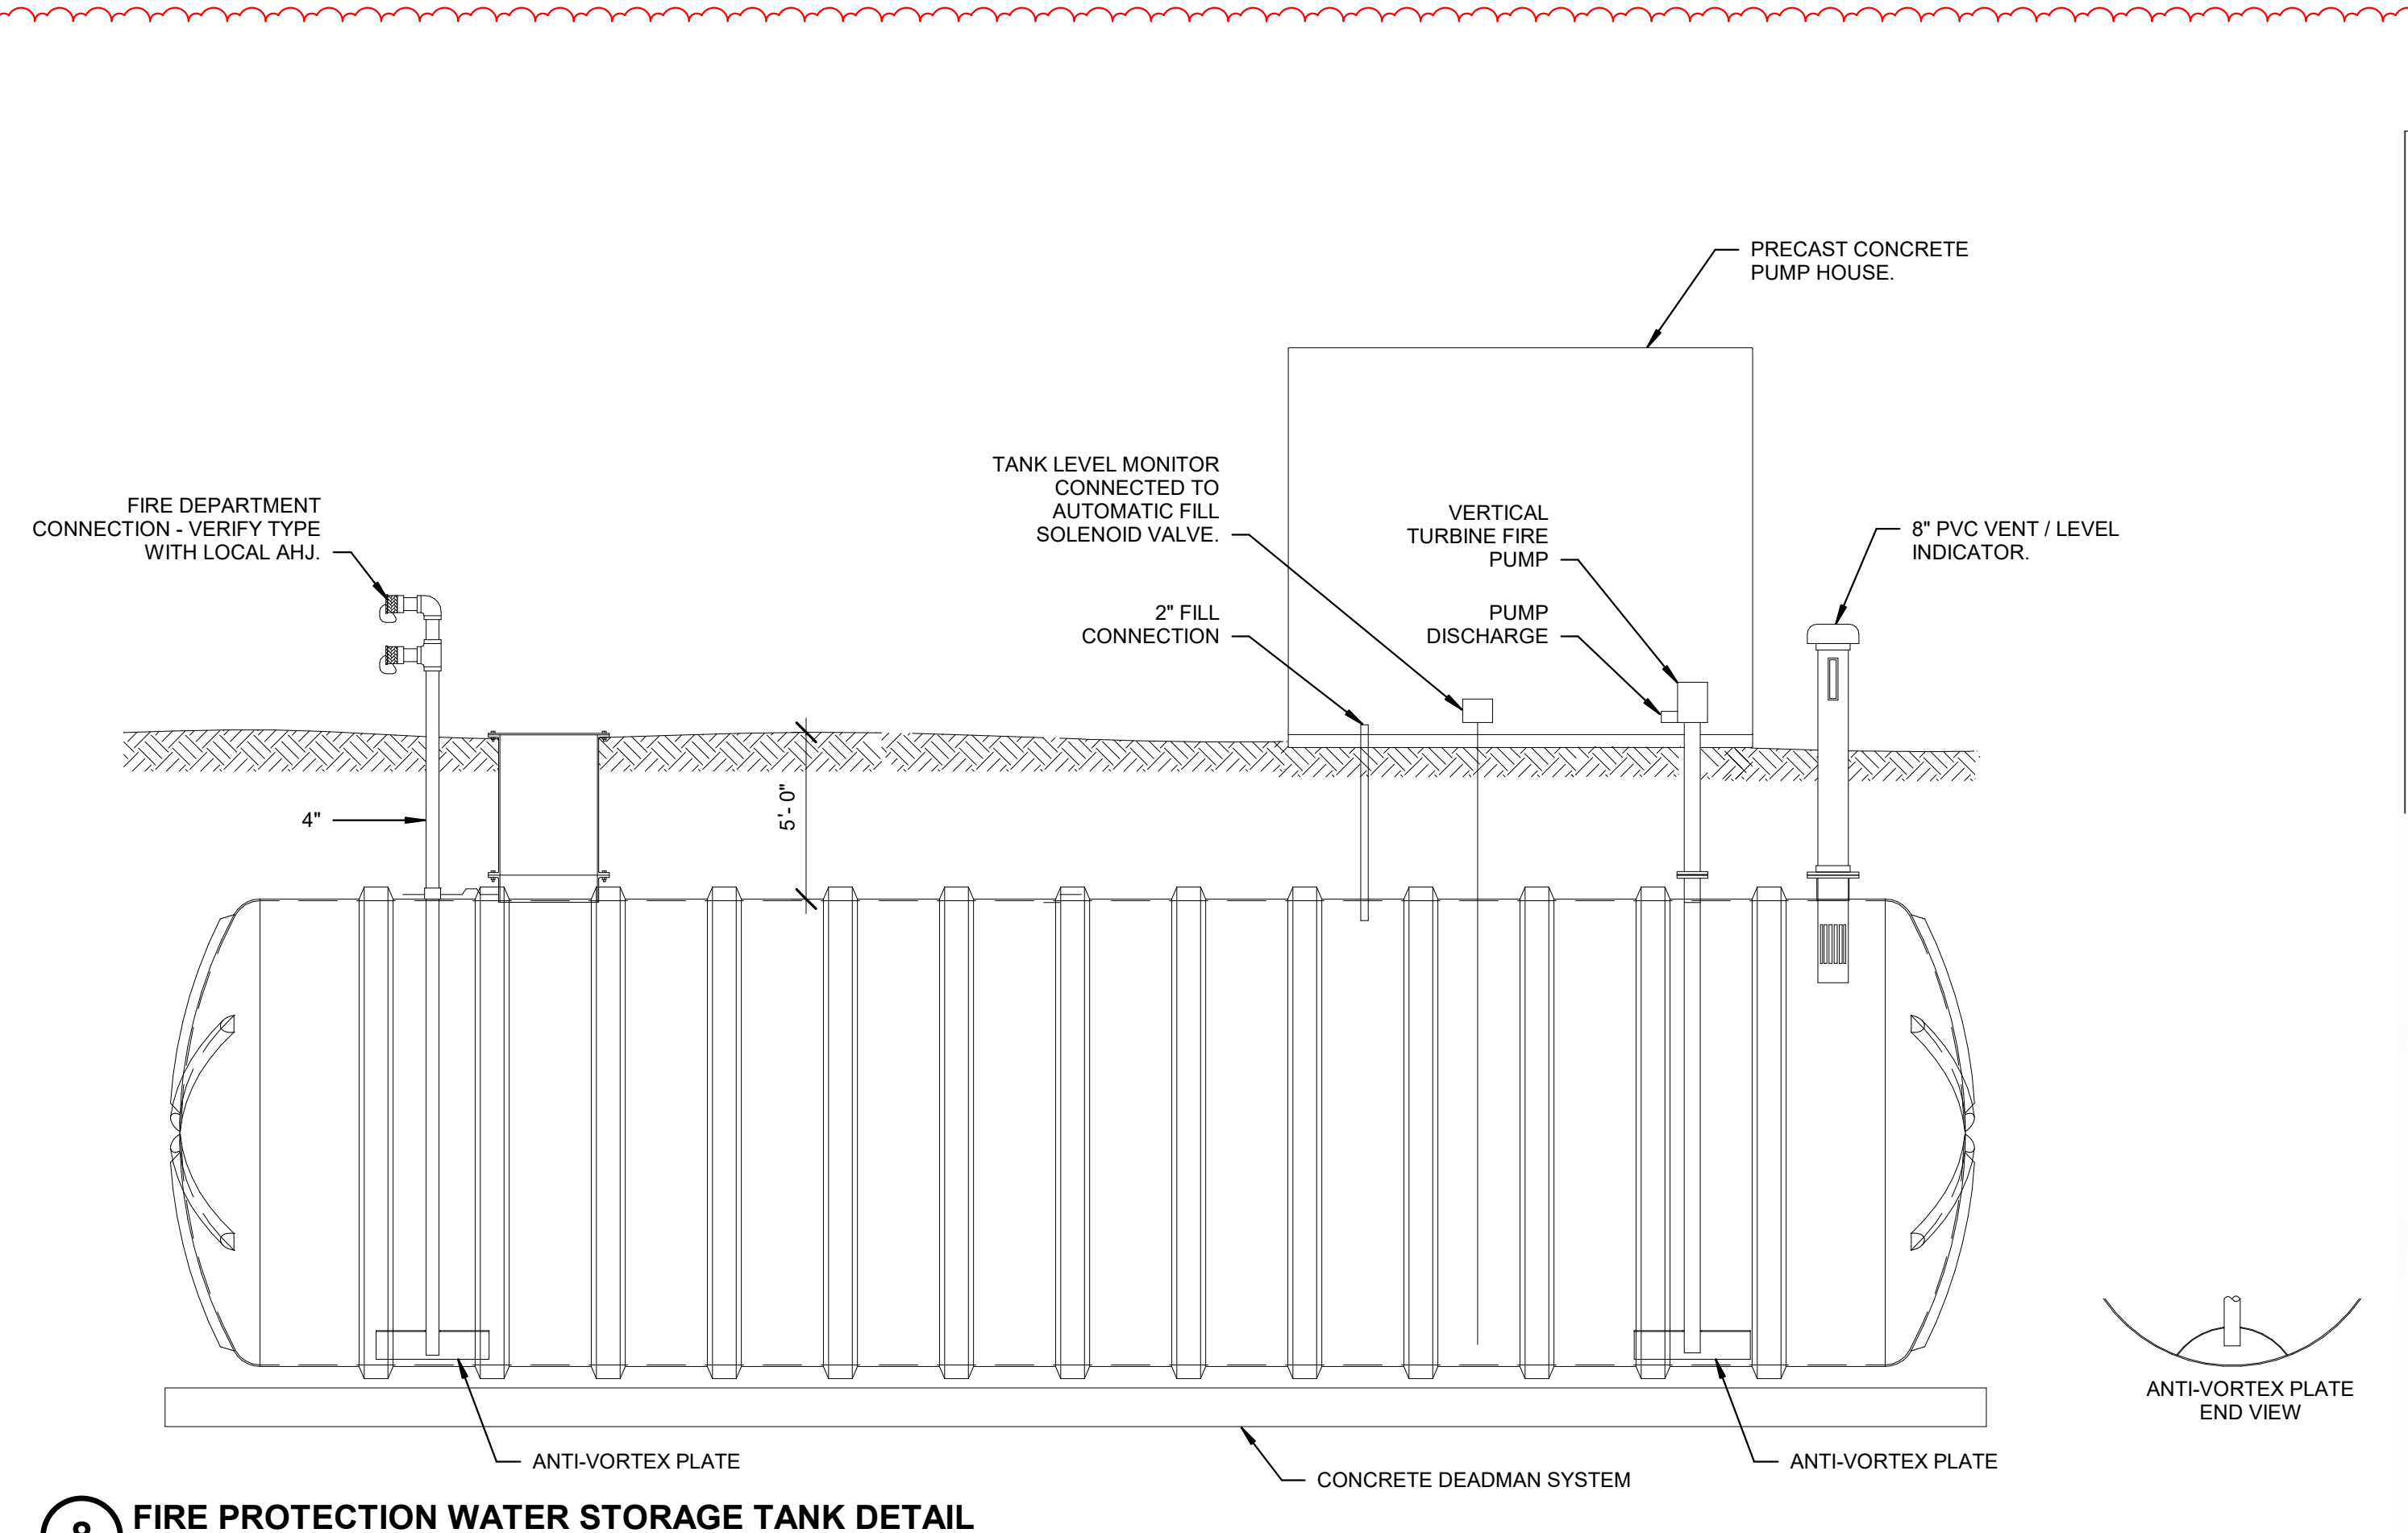 PRECAST CONCRETE
PUMP HOUSE.
TANK LEVEL MONITOR
CONNECTED TO
AUTOMATIC FILL
SOLENOID VALVE.
FIRE DEPARTMENT
CONNECTION - VERIFY TYPE
WITH LOCAL AHJ.
VERTICAL
TURBINE FIRE
PUMP
8" PVC VENT / LEVEL
INDICATOR.
2" FILL
CONNECTION
PUMP
DISCHARGE
4"
5'- 0"
ANTI-VORTEX PLATE
END VIEW
ANTI-VORTEX PLATE
ANTI-VORTEX PLATE
CONCRETE DEADMAN SYSTEM
8
FIRE PROTECTION WATER STORAGE TANK DETAIL